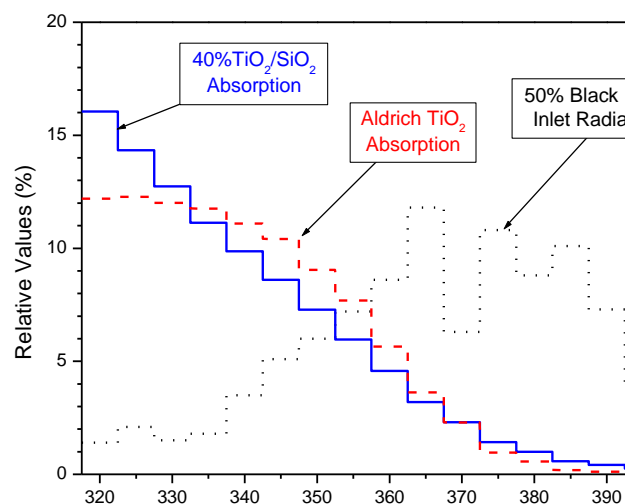 20
40%TiO₂/SiO₂
Absorption
50% Black
Inlet Radia
Aldrich TiO₂
Absorption
15
10
5
0
Relative Values (%)
320 330 340 350 360 370 380 390